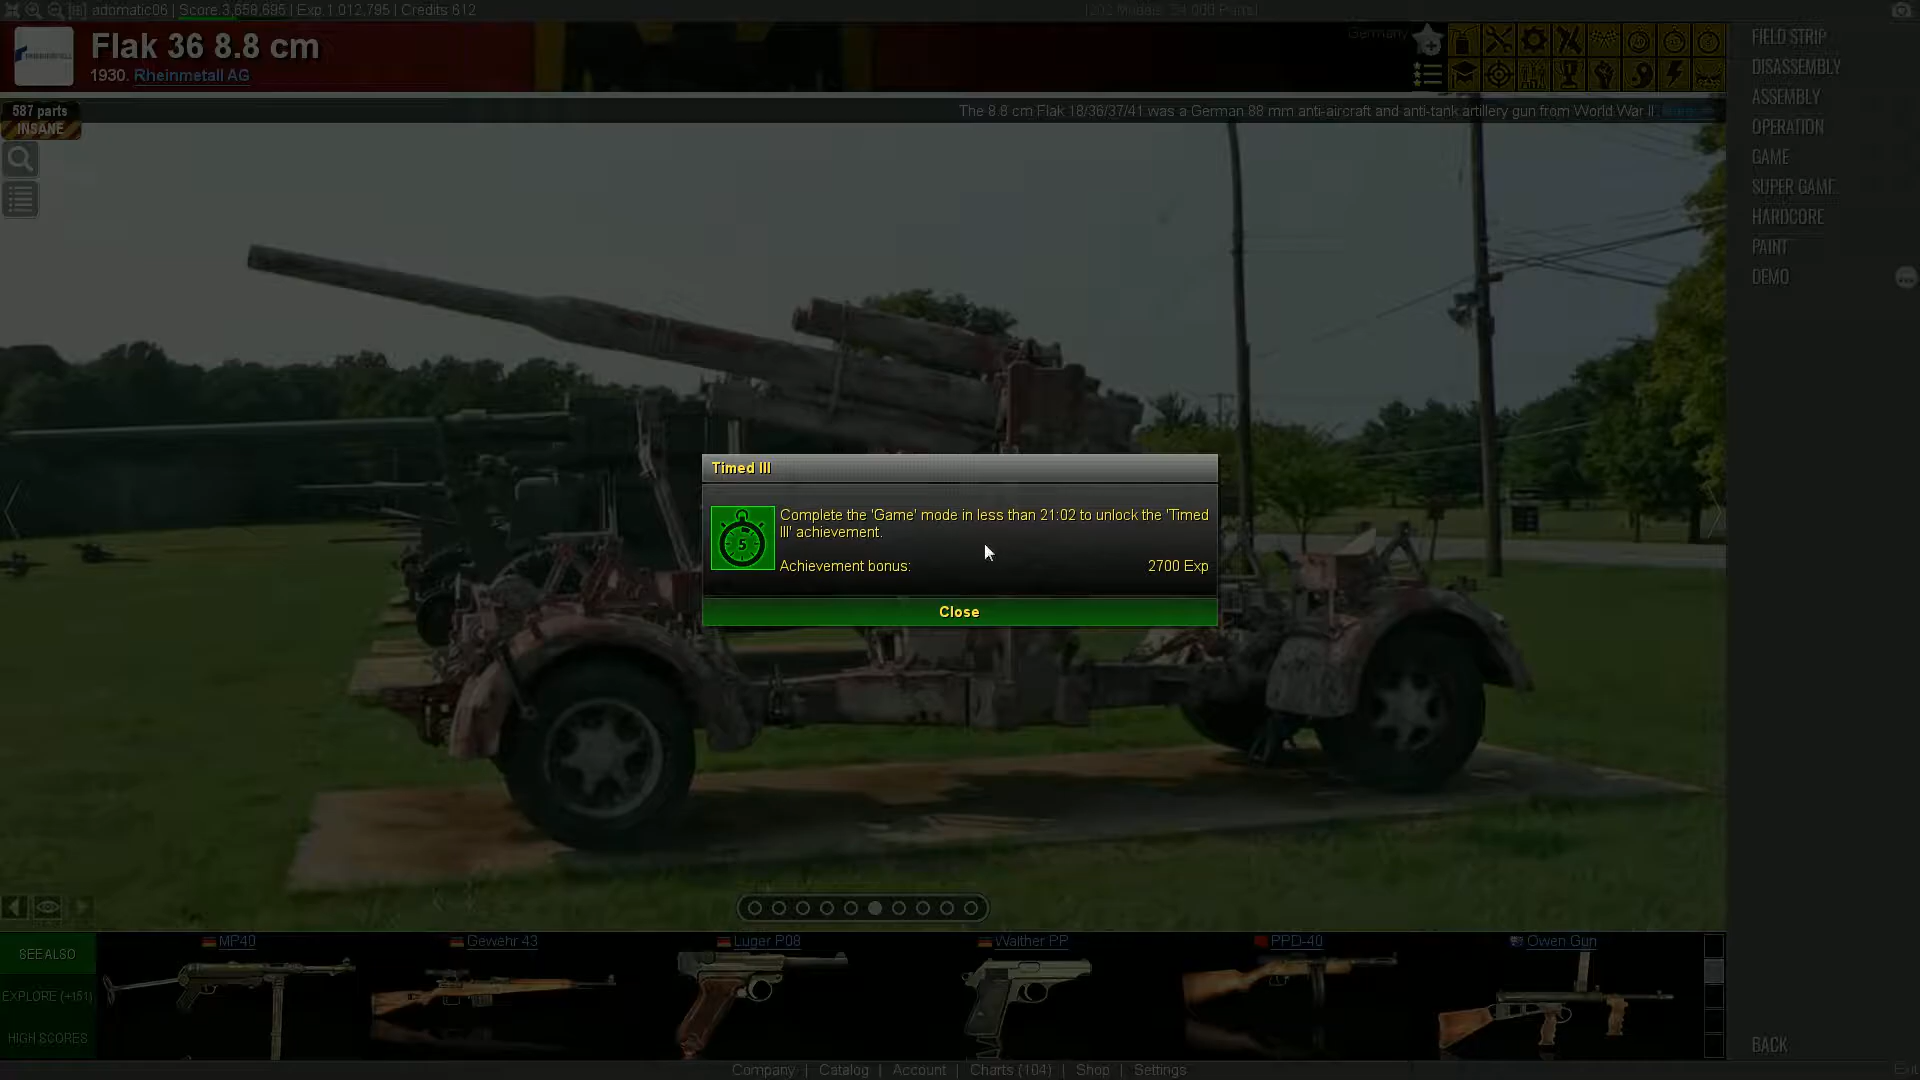 adomatic06 | Score 3,658,695 | Exp 1,012,795 | Credits 612
Flak 36 8.8 cm
1930. Rheinmetall AG
Germany
587 parts
INSANE
The 8.8 cm Flak 18/36/37/41 was a German 88 mm anti-aircraft and anti-tank artillery gun from World War II.
FIELD STRIP
DISASSEMBLY
ASSEMBLY
OPERATION
GAME
SUPER GAME
HARDCORE
PAINT
DEMO
Timed III
Complete the 'Game' mode in less than 21:02 to unlock the 'Timed
III' achievement.
Achievement bonus: 2700 Exp
Close
SEE ALSO
EXPLORE (+151)
HIGH SCORES
MP40
Gewehr 43
Luger P08
Walther PP
PPD-40
Owen Gun
BACK
Company | Catalog | Account | Charts (104) | Shop | Settings
Exit